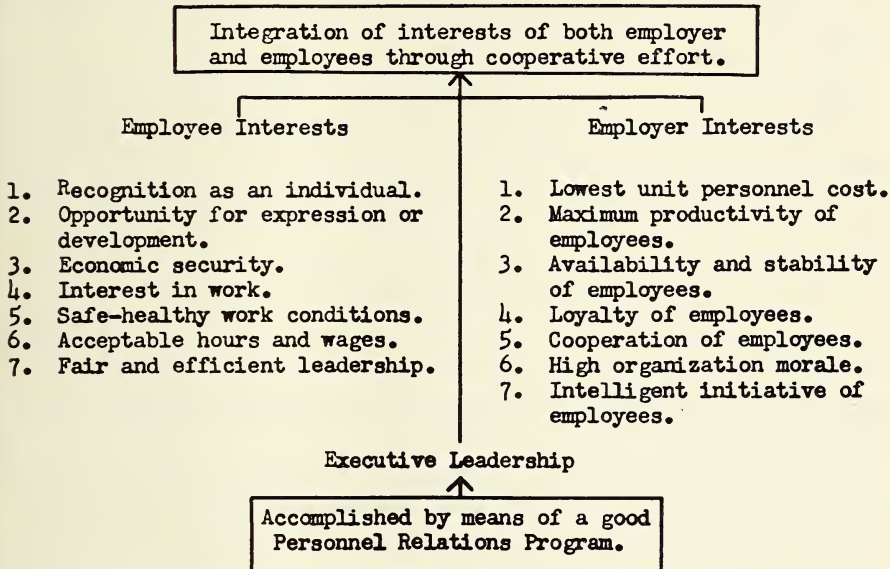 Integration of interests of both employer
and employees through cooperative effort.
Employee Interests
1. Recognition as an individual.
2. Opportunity for expression or
development.
3. Economic security.
4. Interest in work.
5. Safe-healthy work conditions.
6. Acceptable hours and wages.
7. Fair and efficient leadership.
Employer Interests
1. Lowest unit personnel cost.
2. Maximum productivity of
employees.
3. Availability and stability
of employees.
4. Loyalty of employees.
5. Cooperation of employees.
6. High organization morale.
7. Intelligent initiative of
employees.
Executive Leadership
Accomplished by means of a good
Personnel Relations Program.